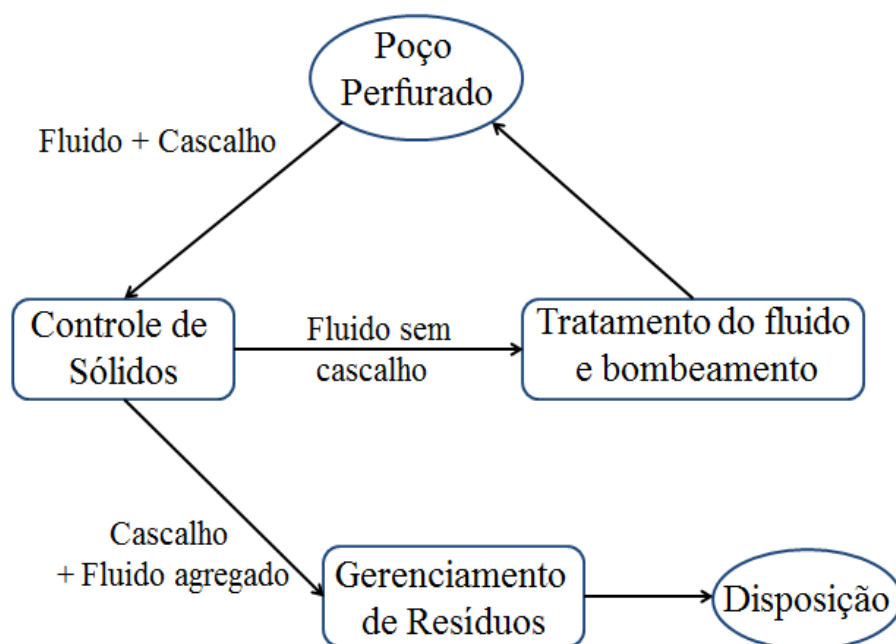 Poço
Perfurado
Fluido + Cascalho
Controle de
Sólidos
Fluido sem
cascalho
Tratamento do fluido
e bombeamento
Cascalho
+ Fluido agregado
Gerenciamento
de Resíduos
Disposição